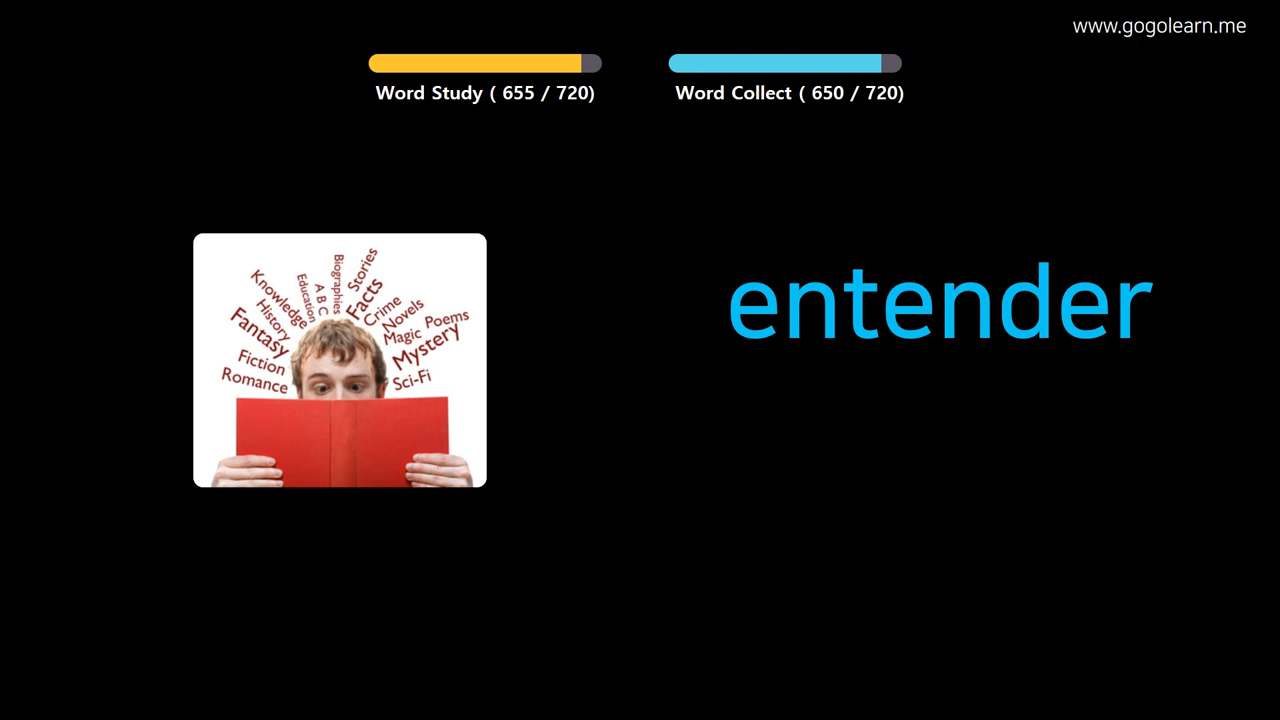 www.gogolearn.me
Word Study ( 655 / 720)
Word Collect ( 650 / 720)
entender
Biographies
Stories
Knowledge
Education
A B C
Facts
History
Crime
Novels
Fantasy
Magic
Poems
Fiction
Mystery
Romance
Sci-Fi